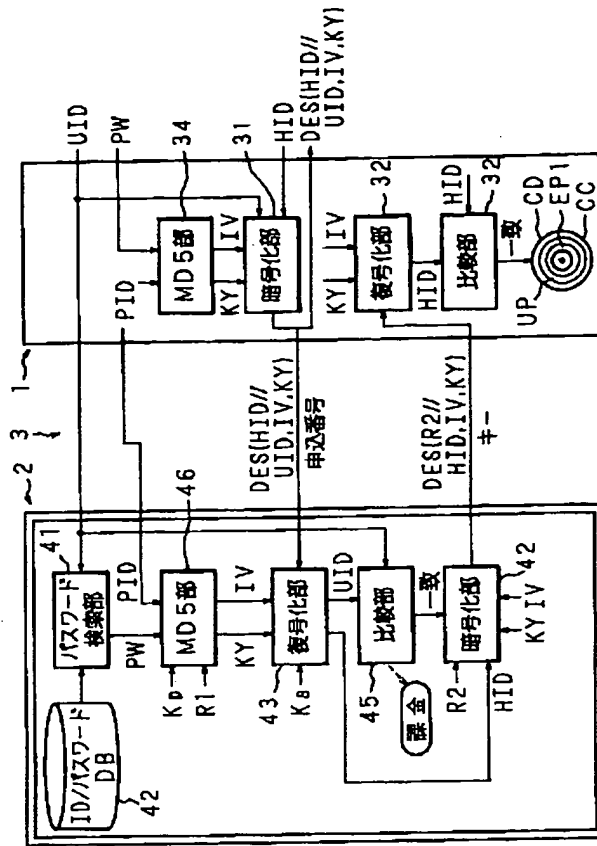 ~2
3
1
ID/パスワード
DB
42
41
パスワード
検索部
UID
PW
PID
PW
PID
46
MD5部
Kp
R1
34
MD5部
KY
IV
KY
IV
31
暗号化部
HID
DES(HID//
UID,IV,KY)
DES(HID//
UID,IV,KY)
申込番号
43
復号化部
Ka
UID
45
比較部
課金
一致
暗号化部
42
R2
HID
KY
IV
DES(R2//
HID,IV,KY)
キー
KY
IV
復号化部
32
HID
HID
比較部
32
一致
UP
CD
EP1
CC